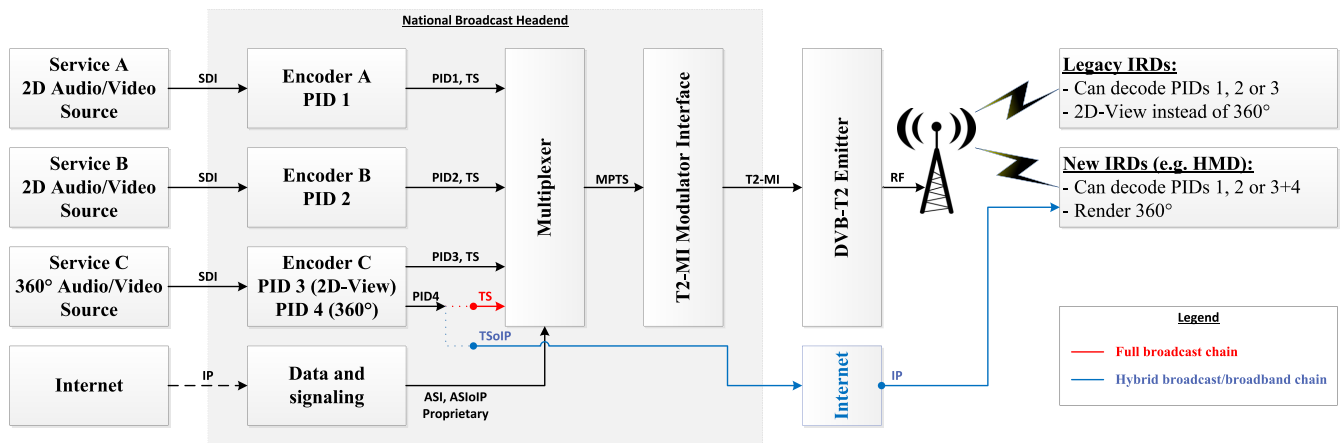 National Broadcast Headend
Service A
2D Audio/Video
Source
SDI
Encoder A
PID 1
PID1, TS
Service B
2D Audio/Video
Source
SDI
Encoder B
PID 2
PID2, TS
Service C
360° Audio/Video
Source
SDI
Encoder C
PID 3 (2D-View)
PID 4 (360°)
PID3, TS
PID4
TS
TSoIP
Internet
IP
Data and
signaling
ASI, ASIoIP
Proprietary
Multiplexer
MPTS
T2-MI Modulator Interface
T2-MI
DVB-T2 Emitter
RF
Internet
IP
Legacy IRDs:
- Can decode PIDs 1, 2 or 3
- 2D-View instead of 360°
New IRDs (e.g. HMD):
- Can decode PIDs 1, 2 or 3+4
- Render 360°
Legend
Full broadcast chain
Hybrid broadcast/broadband chain